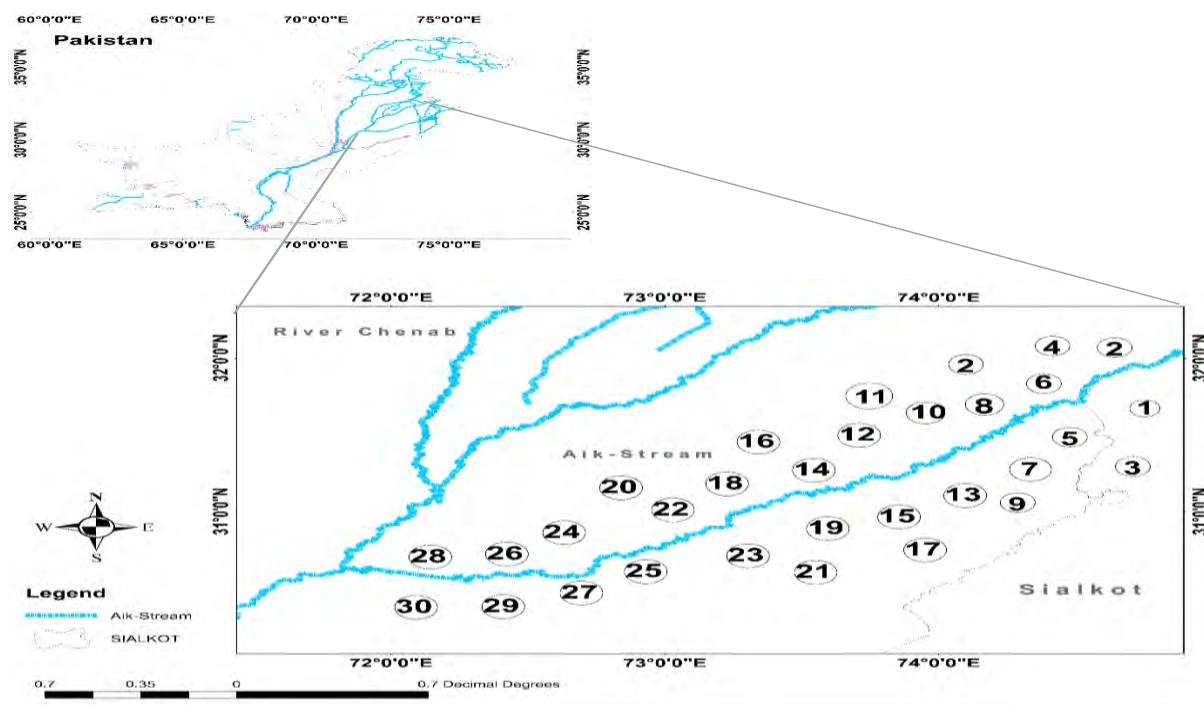 60°0'0"E 65°0'0"E 70°0'0"E 75°0'0"E
Pakistan
35°0'0"N 35°0'0"N
30°0'0"N 30°0'0"N
25°0'0"N 25°0'0"N
60°0'0"E 65°0'0"E 70°0'0"E 75°0'0"E
72°0'0"E 73°0'0"E 74°0'0"E
River Chenab
32°0'0"N 32°0'0"N
4 2
2
6
11 8 1
10
12 5
16
Aik-Stream
14 7 3
18
20
13 9
22
15
31°0'0"N 31°0'0"N
19
24
17
28 26 23
25 21
27
Sialkot
30 29
72°0'0"E 73°0'0"E 74°0'0"E
N
W E
S
Legend
Aik-Stream
SIALKOT
0.7 0.35 0 0.7 Decimal Degrees